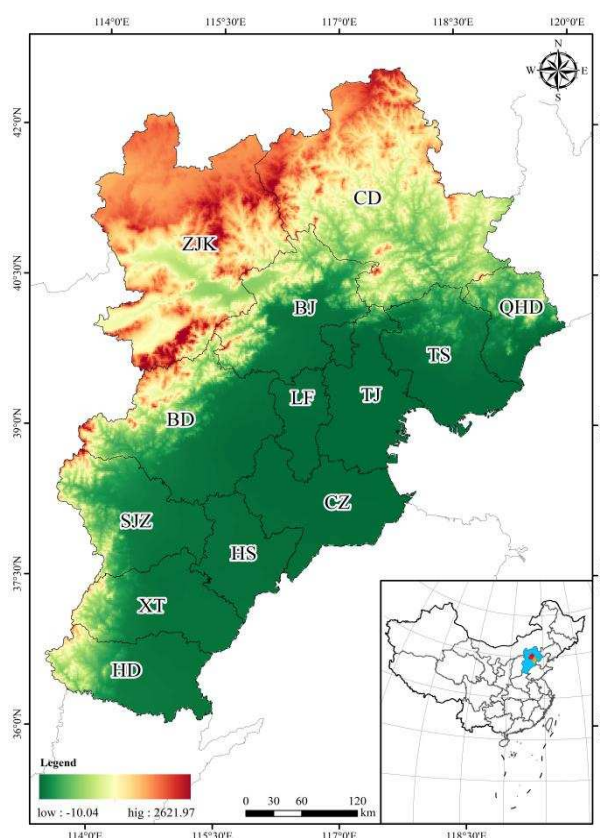 114°0'E 115°30'E 117°0'E 118°30'E 120°0'E
N
W E
S
42°0'N
40°30'N
39°0'N
37°30'N
36°0'N
CD
ZJK
BJ
QHD
TS
LF
TJ
BD
CZ
SJZ
HS
XT
HD
Legend
low : -10.04 hig : 2621.97
0 30 60 120
km
114°0'E 115°30'E 117°0'E 118°30'E